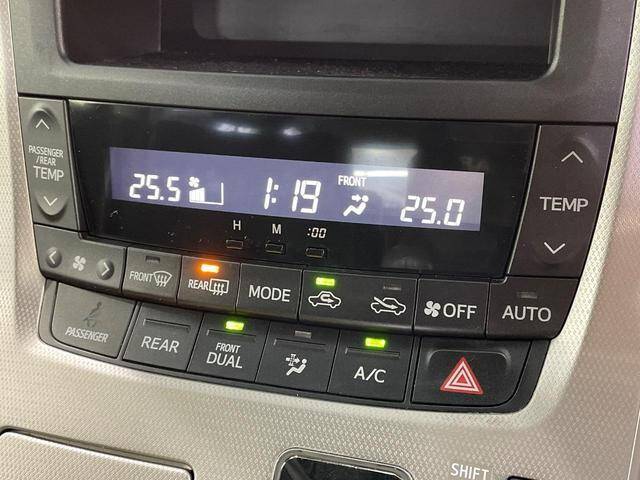 PASSENGER
/REAR
TEMP
25.5
1:19
FRONT
25.0
TEMP
H
M
:00
FRONT
REAR
MODE
OFF
AUTO
PASSENGER
REAR
FRONT
DUAL
A/C
SHIFT